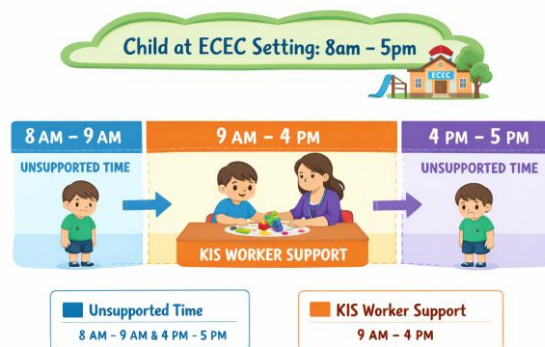 Child at ECEC Setting: 8am – 5pm
ECEC
8 AM – 9 AM
9 AM – 4 PM
4 PM – 5 PM
UNSUPPORTED TIME
UNSUPPORTED TIME
KIS WORKER SUPPORT
Unsupported Time
8 AM – 9 AM & 4 PM - 5 PM
KIS Worker Support
9 AM – 4 PM